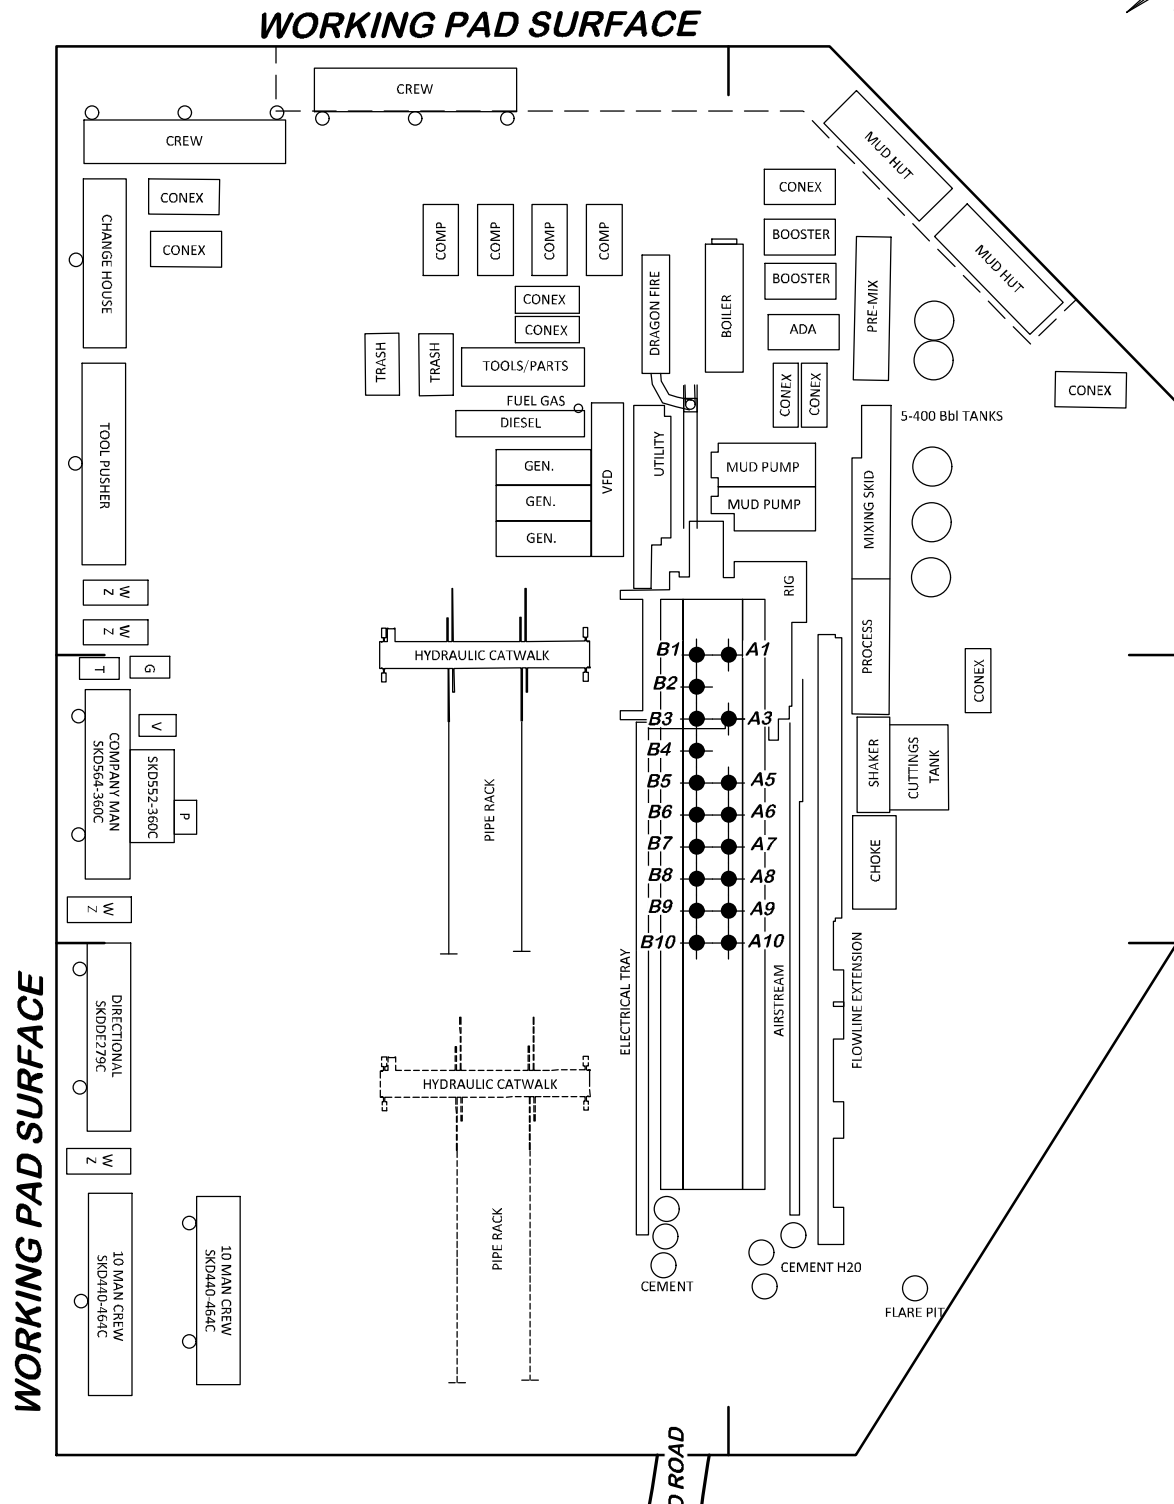 WORKING PAD SURFACE
CREW
CREW
MUD HUT
MUD HUT
CONEX
CONEX
CHANGE HOUSE
CONEX
COMP
COMP
COMP
COMP
DRAGON FIRE
BOILER
BOOSTER
BOOSTER
ADA
PRE-MIX
CONEX
CONEX
TRASH
TRASH
TOOLS/PARTS
CONEX
CONEX
CONEX
FUEL GAS
DIESEL
5-400 Bbl TANKS
TOOL PUSHER
GEN.
GEN.
GEN.
VFD
UTILITY
MUD PUMP
MUD PUMP
MIXING SKID
W
Z
W
Z
T
G
RIG
PROCESS
HYDRAULIC CATWALK
B1
A1
B2
B3
A3
B4
B5
A5
B6
A6
B7
A7
B8
A8
B9
A9
B10
A10
CONEX
V
COMPANY MAN
SKD564-360C
SKD552-360C
P
PIPE RACK
SHAKER
CUTTINGS
TANK
CHOKE
W
Z
WORKING PAD SURFACE
DIRECTIONAL
SKDDE279C
ELECTRICAL TRAY
AIRSTREAM
FLOWLINE EXTENSION
HYDRAULIC CATWALK
W
Z
10 MAN CREW
SKD440-464C
10 MAN CREW
SKD440-464C
PIPE RACK
CEMENT
CEMENT H20
FLARE PIT
ROAD